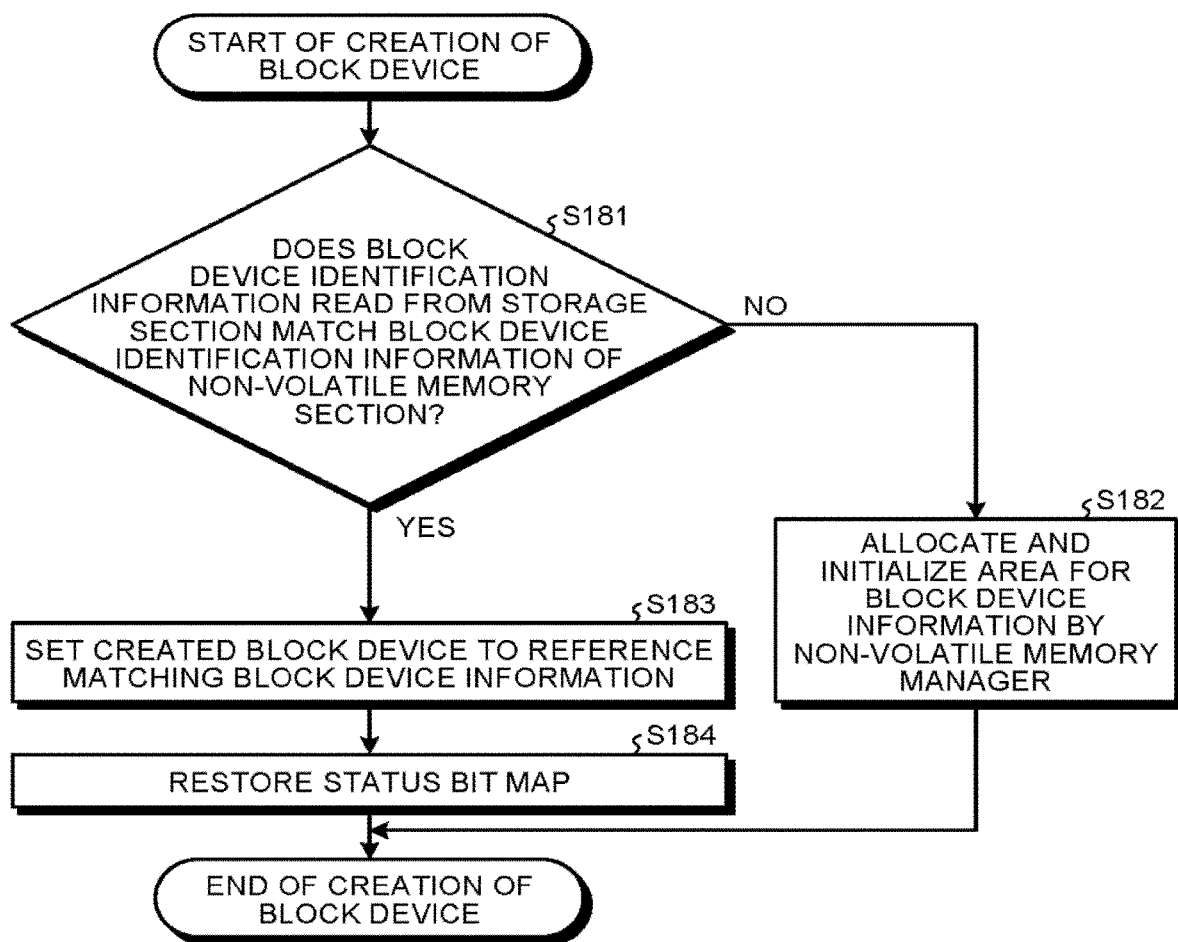 START OF CREATION OF
BLOCK DEVICE
S181
DOES BLOCK
DEVICE IDENTIFICATION
INFORMATION READ FROM STORAGE
SECTION MATCH BLOCK DEVICE
IDENTIFICATION INFORMATION OF
NON-VOLATILE MEMORY
SECTION?
NO
YES
S182
ALLOCATE AND
INITIALIZE AREA FOR
BLOCK DEVICE
INFORMATION BY
NON-VOLATILE MEMORY
MANAGER
S183
SET CREATED BLOCK DEVICE TO REFERENCE
MATCHING BLOCK DEVICE INFORMATION
S184
RESTORE STATUS BIT MAP
END OF CREATION OF
BLOCK DEVICE